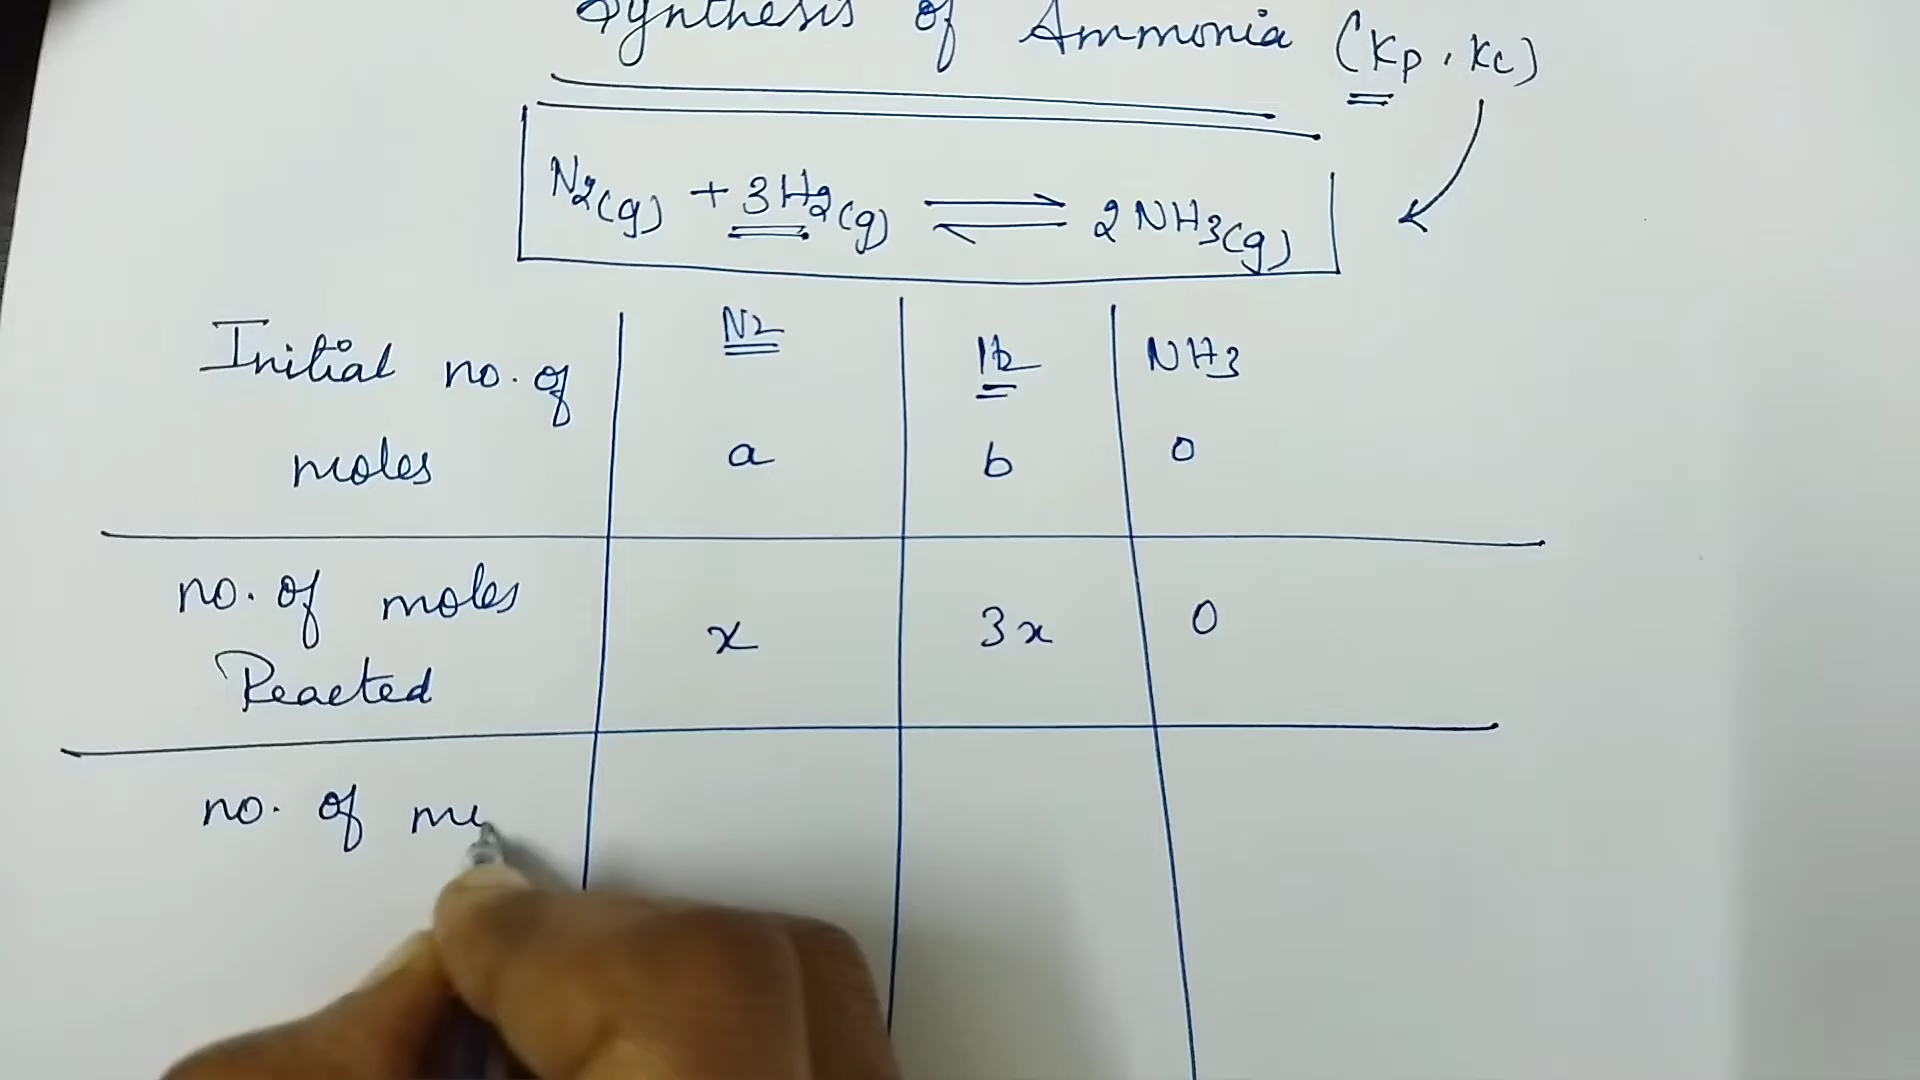 Synthesis of Ammonia (Kp, Kc)
N2(g) + 3H2(g) ⇌ 2NH3(g)
Initial no. of moles
N2 H2 NH3
a b 0
no. of moles Reacted
x 3x 0
no. of